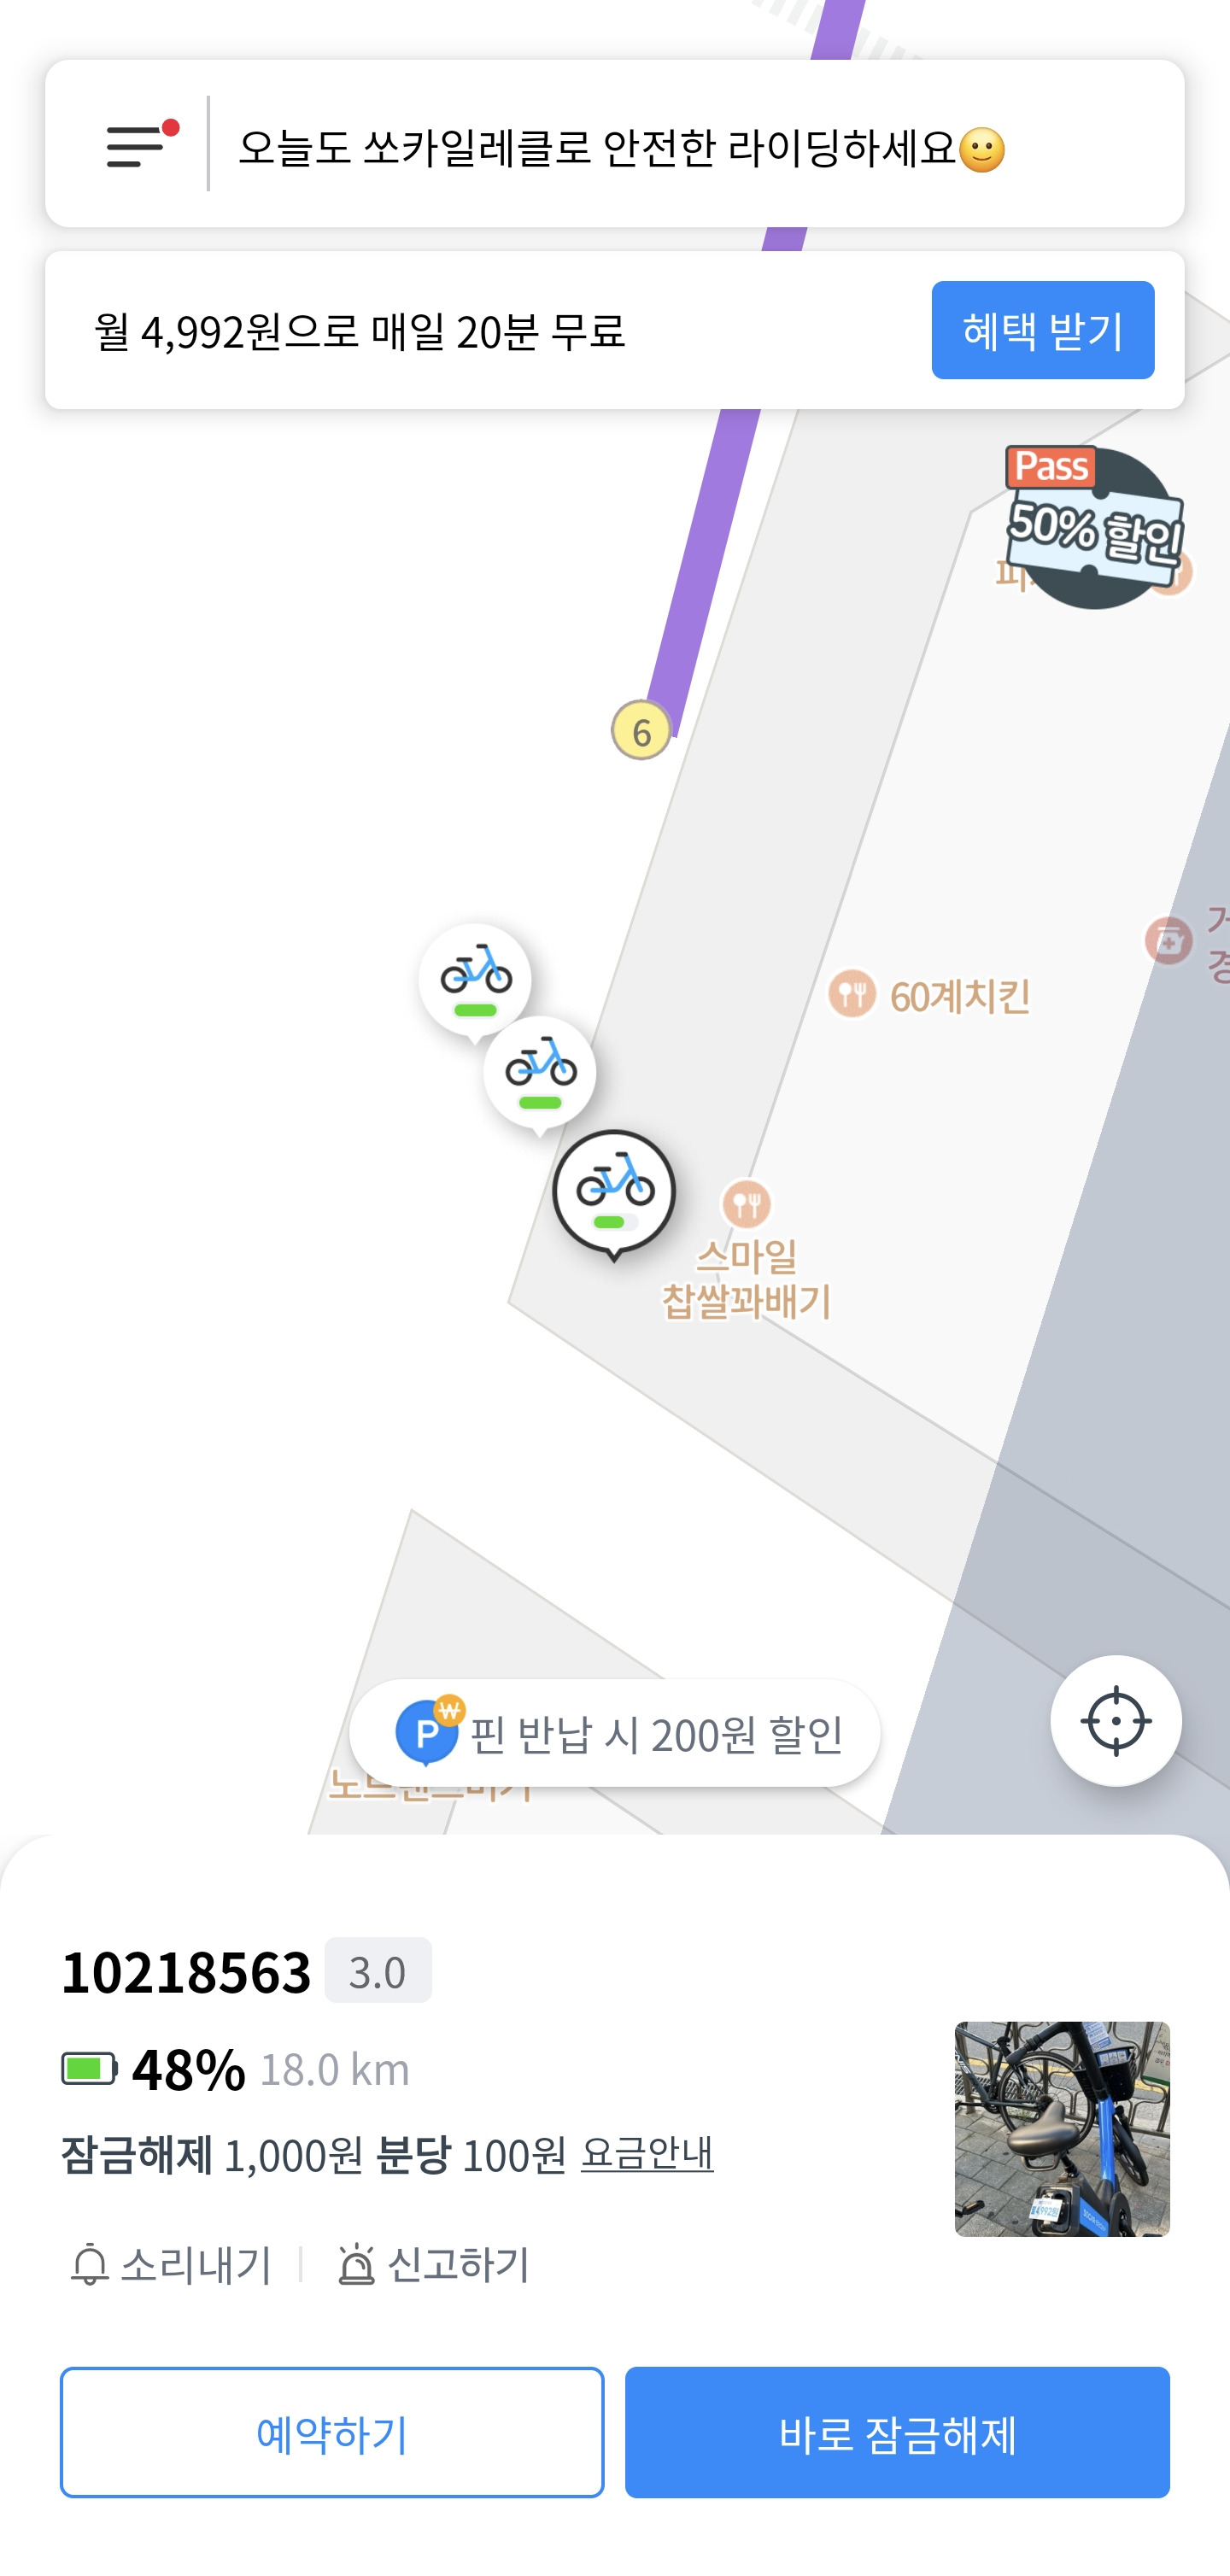 오늘도 쏘카일레클로 안전한 라이딩하세요🙂
월 4,992원으로 매일 20분 무료
혜택 받기
Pass
50% 할인
6
60계치킨
스마일
찹쌀꽈배기
P ₩ 핀 반납 시 200원 할인
10218563 3.0
48% 18.0 km
잠금해제 1,000원 분당 100원 요금안내
소리내기
신고하기
예약하기
바로 잠금해제